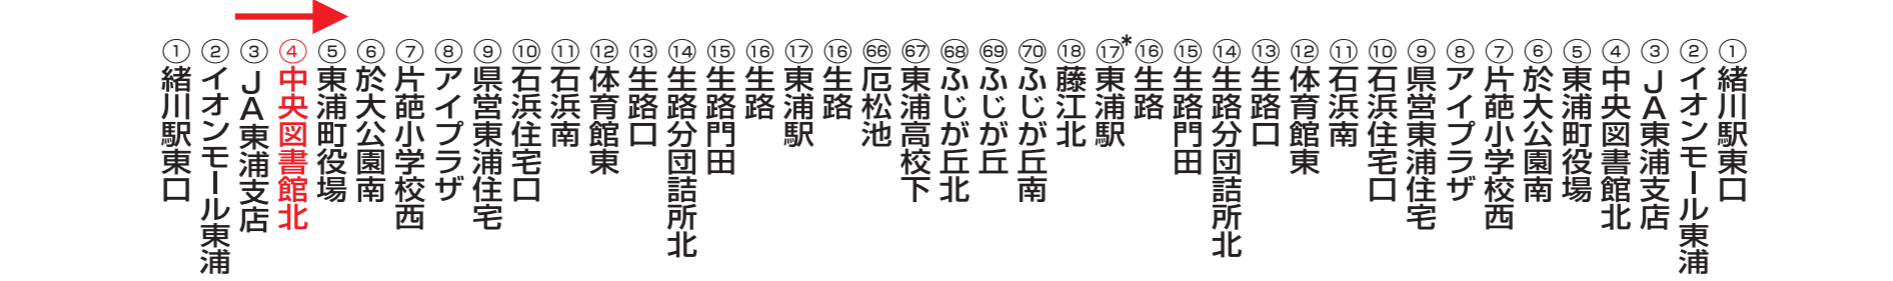 ①緒川駅東口
②イオンモール東浦
③JA東浦支店
④中央図書館北
⑤東浦町役場
⑥於大公園南
⑦片葩小学校西
⑧アイプラザ
⑨県営東浦住宅
⑩石浜住宅口
⑪石浜南
⑫体育館東
⑬生路口
⑭生路分団詰所北
⑮生路門田
⑯生路
⑰東浦駅
⑯生路
66厄松池
67東浦高校下
68ふじが丘北
69ふじが丘
70ふじが丘南
⑱藤江北
⑰*東浦駅
⑯生路
⑮生路門田
⑭生路分団詰所北
⑬生路口
⑫体育館東
⑪石浜南
⑩石浜住宅口
⑨県営東浦住宅
⑧アイプラザ
⑦片葩小学校西
⑥於大公園南
⑤東浦町役場
④中央図書館北
③JA東浦支店
②イオンモール東浦
①緒川駅東口